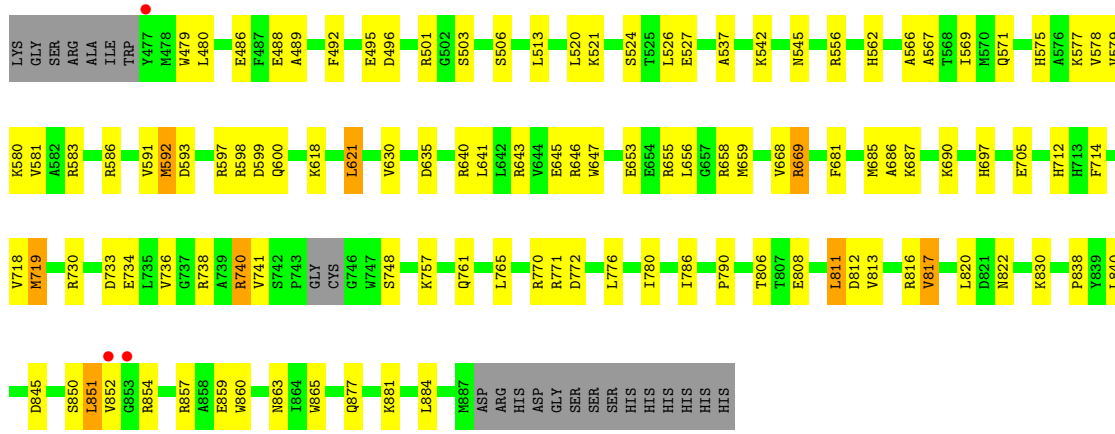 LYS GLY SER ARG ALA ILE TRP Y477 M478 W479 L480 E486 F487 E488 A489 F492 E495 D496 R501 G502 S503 S506 L513 L520 K521 S524 T525 L526 E527 A537 K542 N545 R556 H562 A566 A567 T568 I569 M570 Q571 H575 A576 K577 V578
K580 V581 A582 R583 R586 V591 M592 D593 R597 R598 D599 Q600 K618 L621 V630 D635 R640 L641 L642 R643 V644 E645 R646 W647 E653 E654 R655 L656 G657 R658 M659 V668 R669 F681 M685 A686 K687 K690 H697 E705 H712 H713 F714
V718 M719 R730 D733 E734 L735 V736 G737 R738 A739 R740 V741 S742 P743 GLY CYS G746 W747 S748 K757 Q761 L765 R770 R771 D772 L776 I780 I786 P790 T806 T807 E808 L811 D812 V813 R816 V817 L820 D821 N822 K830 P838 Y839
D845 S850 L851 V852 G853 R854 R857 A858 E859 W860 N863 I864 W865 Q877 K881 L884 M887 ASP ARG HIS ASP GLY SER SER SER HIS HIS HIS HIS HIS HIS